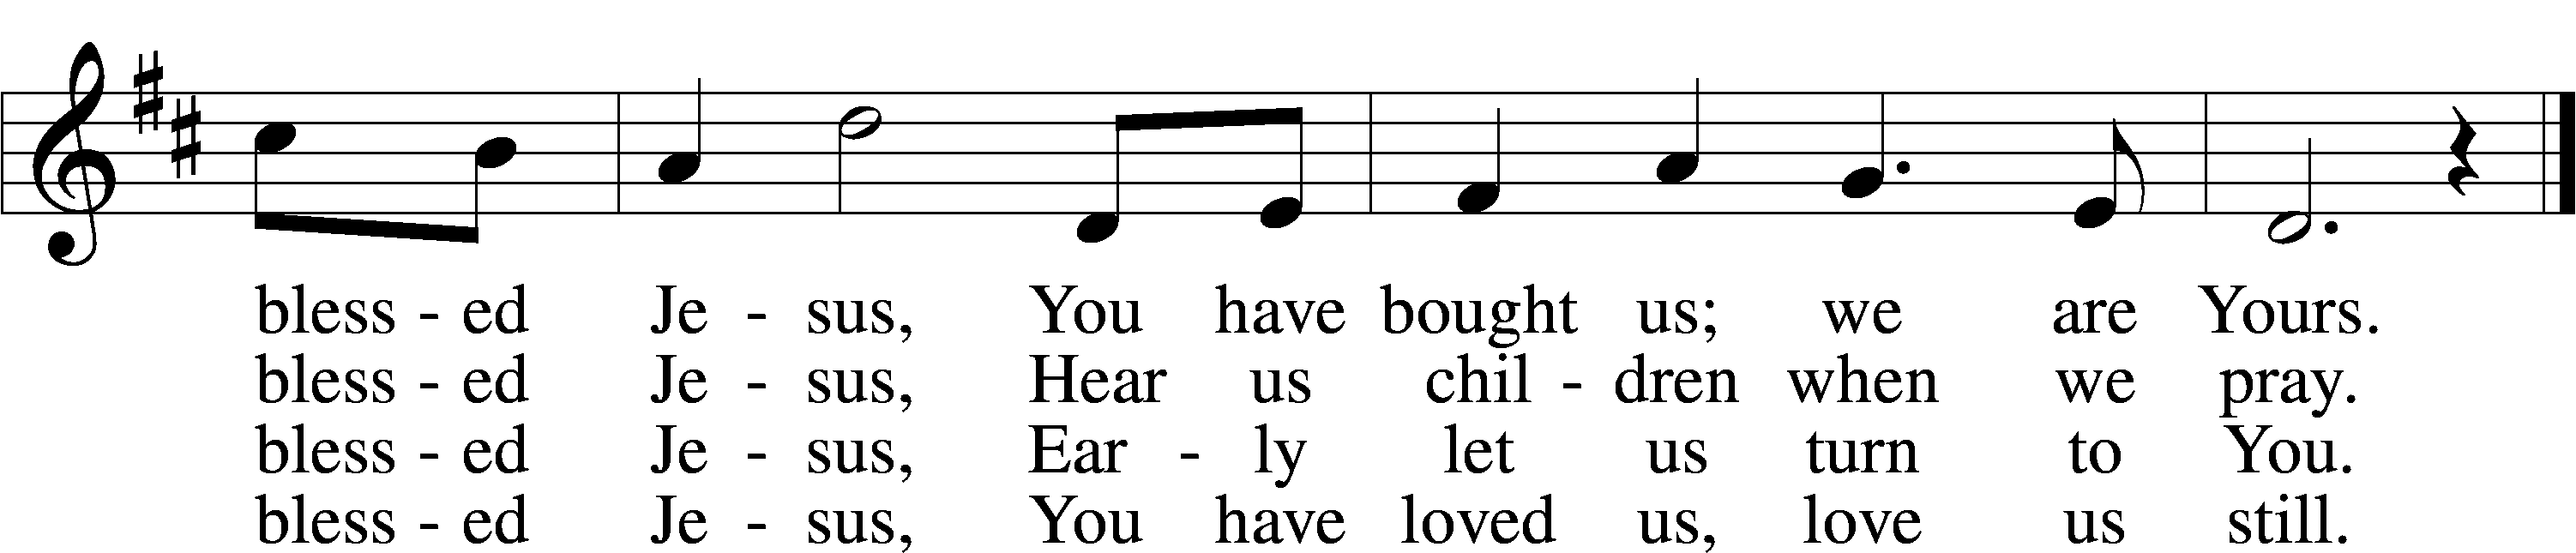 bless - ed Je - sus, You have bought us; we are Yours.
bless - ed Je - sus, Hear us chil - dren when we pray.
bless - ed Je - sus, Ear - ly let us turn to You.
bless - ed Je - sus, You have loved us, love us still.